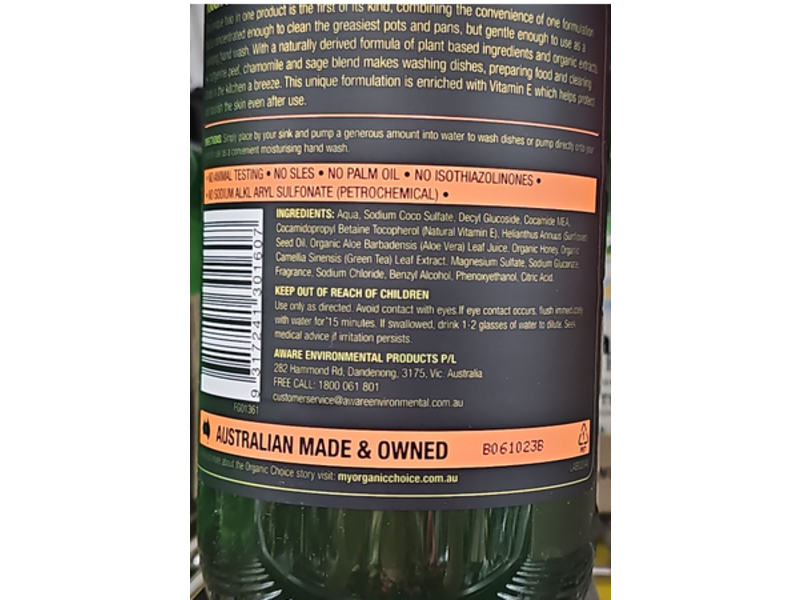 two in one product is the first of its kind, combining the convenience of one formulation
concentrated enough to clean the greasiest pots and pans, but gentle enough to use as a
hand wash. With a naturally derived formula of plant based ingredients and organic extracts,
chamomile and sage blend makes washing dishes, preparing food and cleaning
in the kitchen a breeze. This unique formulation is enriched with Vitamin E which helps protect
the skin even after use.
DIRECTIONS: Simply place by your sink and pump a generous amount into water to wash dishes or pump directly onto your
to use as a convenient moisturising hand wash.
• NO ANIMAL TESTING • NO SLES • NO PALM OIL • NO ISOTHIAZOLINONES •
• NO SODIUM ALKL ARYL SULFONATE (PETROCHEMICAL) •
INGREDIENTS: Aqua, Sodium Coco Sulfate, Decyl Glucoside, Cocamide MEA,
Cocamidopropyl Betaine Tocopherol (Natural Vitamin E), Helianthus Annuus (Sunflower)
Seed Oil, Organic Aloe Barbadensis (Aloe Vera) Leaf Juice, Organic Honey, Organic
Camellia Sinensis (Green Tea) Leaf Extract, Magnesium Sulfate, Sodium Gluconate,
Fragrance, Sodium Chloride, Benzyl Alcohol, Phenoxyethanol, Citric Acid.
KEEP OUT OF REACH OF CHILDREN
Use only as directed. Avoid contact with eyes. If eye contact occurs, flush immediately
with water for 15 minutes. If swallowed, drink 1-2 glasses of water to dilute. Seek
medical advice if irritation persists.
AWARE ENVIRONMENTAL PRODUCTS P/L
282 Hammond Rd, Dandenong, 3175, Vic. Australia
FREE CALL: 1800 061 801
customerservice@awareenvironmental.com.au
9 317241 301607
FG01361
AUSTRALIAN MADE & OWNED B061023B
more about the Organic Choice story visit: myorganicchoice.com.au